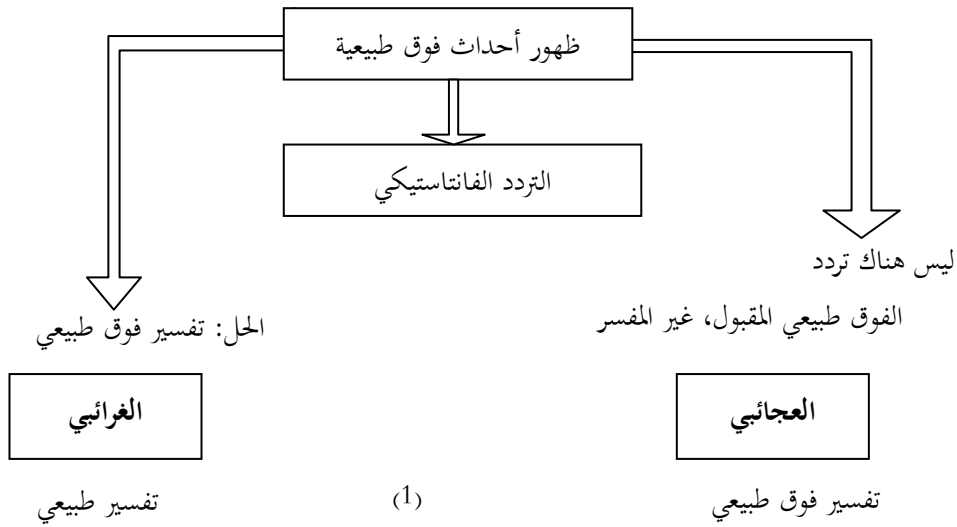 ظهور أحداث فوق طبيعية
التردد الفانتاستيكي
ليس هناك تردد
الفوق طبيعي المقبول، غير المفسر
الحل: تفسير فوق طبيعي
العجائبي
الغرائبي
تفسير فوق طبيعي
(1)
تفسير طبيعي